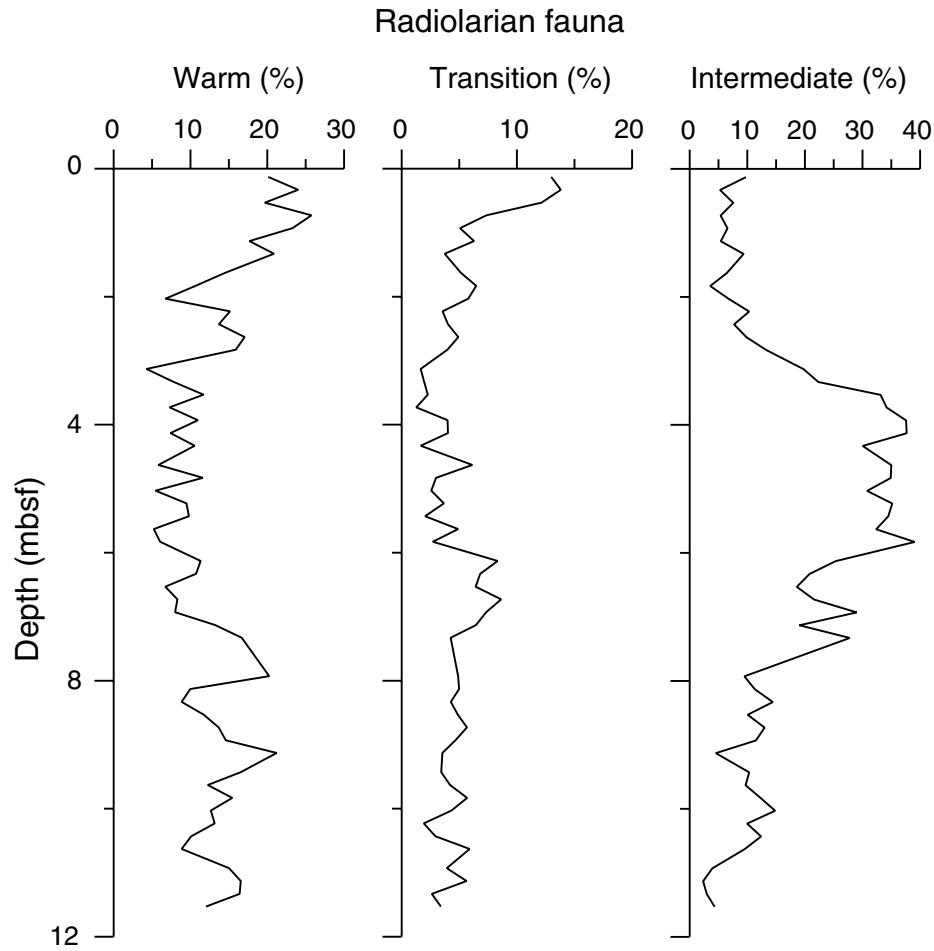 Radiolarian fauna
Warm (%) Transition (%) Intermediate (%)
0 10 20 30 0 10 20 0 10 20 30 40
0
4
8
12
Depth (mbsf)